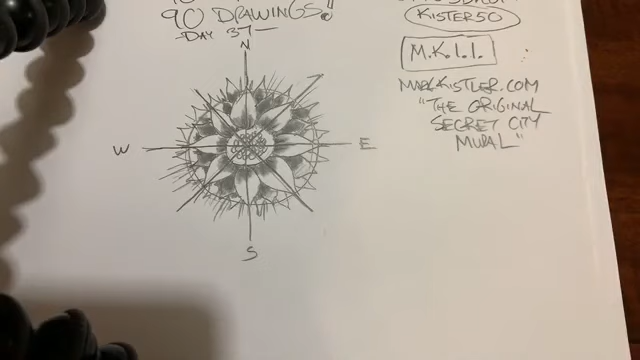 90 DRAWINGS!!
KISTER50
-DAY 37-
M.K.I.I.
N
MARKKISTLER.COM
"THE ORIGINAL
SECRET CITY
MURAL"
W
E
S